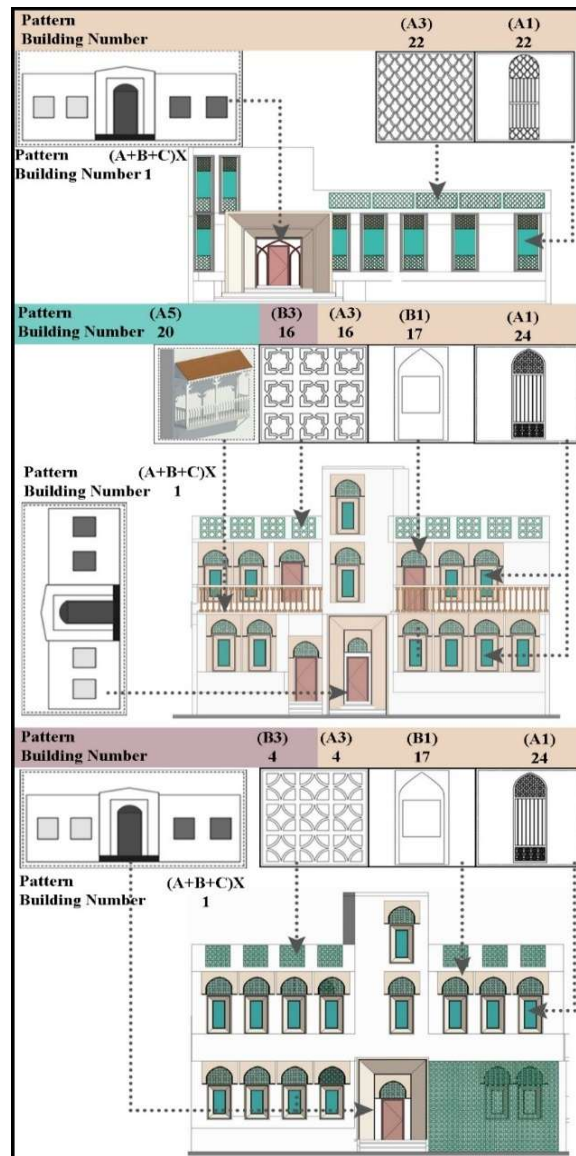 Pattern (A3) (A1)
Building Number 22 22
Pattern (A+B+C)X
Building Number 1
Pattern (A5) (B3) (A3) (B1) (A1)
Building Number 20 16 16 17 24
Pattern (A+B+C)X
Building Number 1
Pattern (B3) (A3) (B1) (A1)
Building Number 4 4 17 24
Pattern (A+B+C)X
Building Number 1